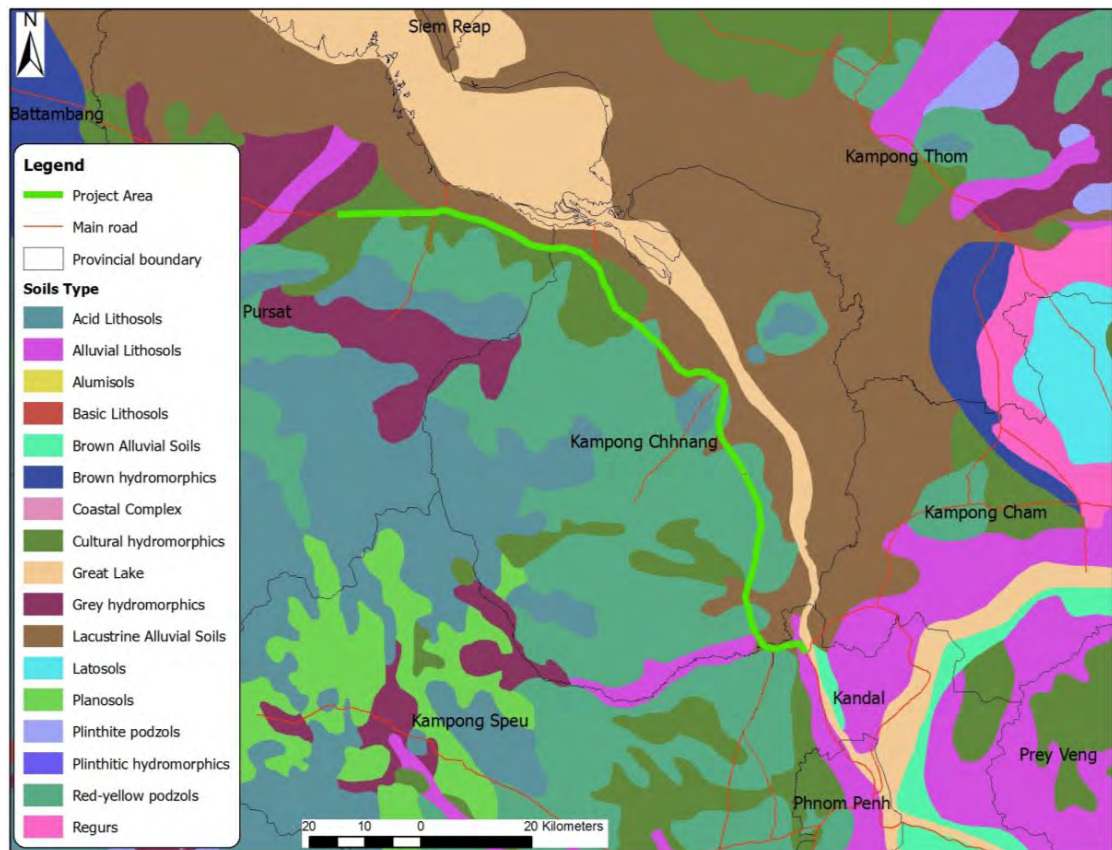 N
Siem Reap
Battambang
Kampong Thom
Legend
Project Area
Main road
Provincial boundary
Soils Type
Acid Lithosols
Alluvial Lithosols
Alumisols
Basic Lithosols
Brown Alluvial Soils
Brown hydromorphics
Coastal Complex
Cultural hydromorphics
Great Lake
Grey hydromorphics
Lacustrine Alluvial Soils
Latosols
Planosols
Plinthite podzols
Plinthitic hydromorphics
Red-yellow podzols
Regurs
Pursat
Kampong Chhnang
Kampong Cham
Kampong Speu
Kandal
Prey Veng
Phnom Penh
20 10 0 20 Kilometers